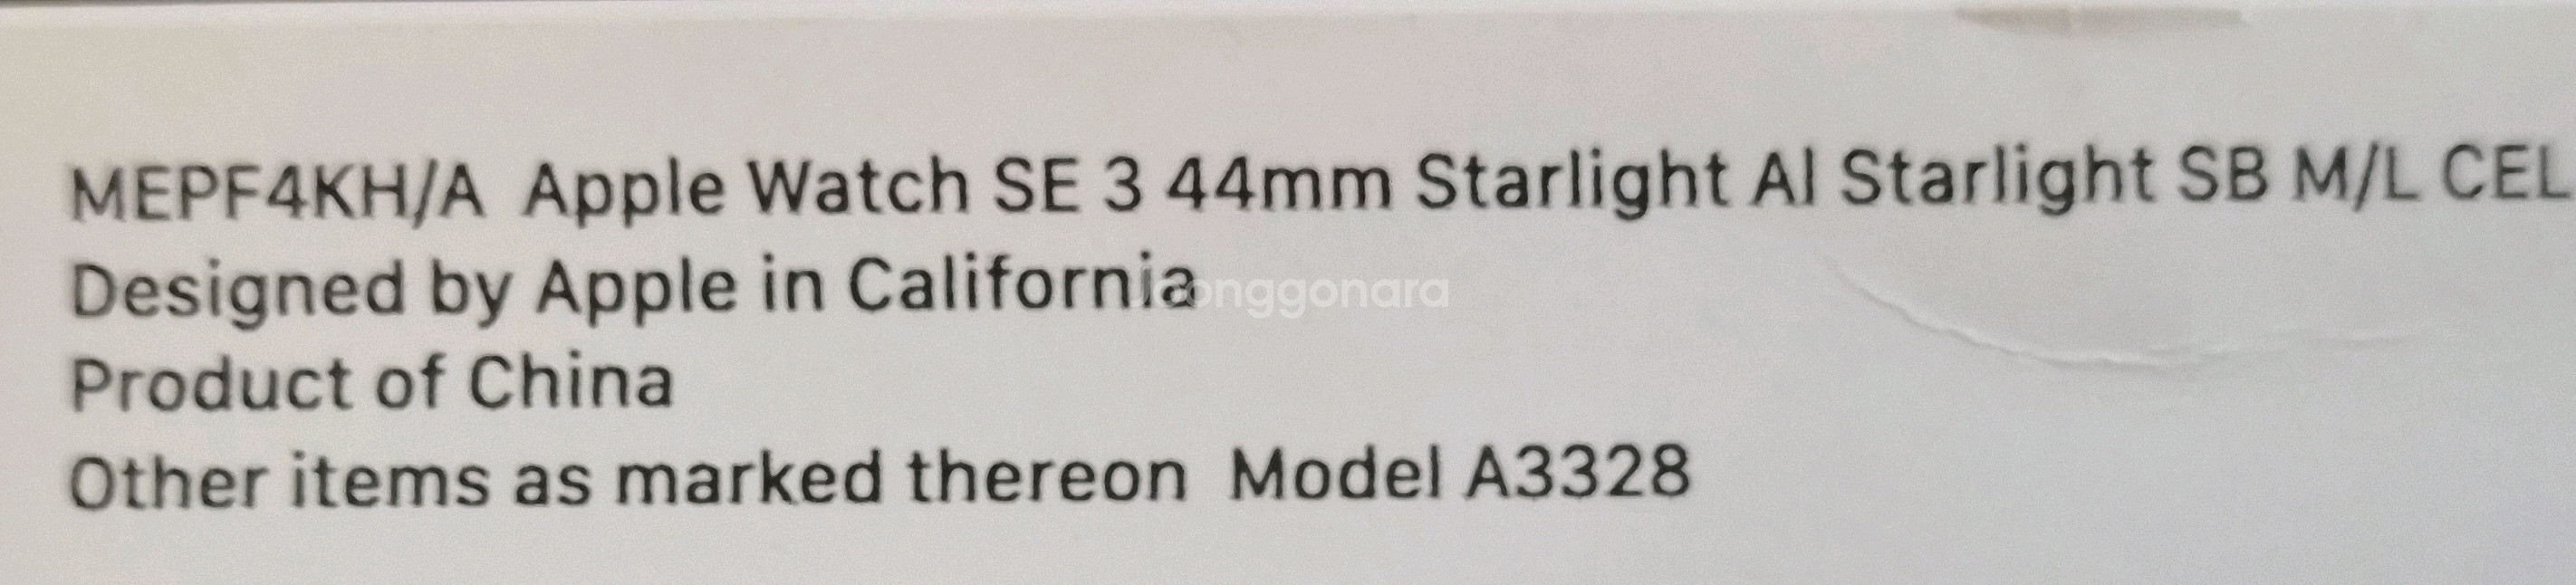 MEPF4KH/A Apple Watch SE 3 44mm Starlight Al Starlight SB M/L CEL
Designed by Apple in California
Joonggonara
Product of China
Other items as marked thereon Model A3328